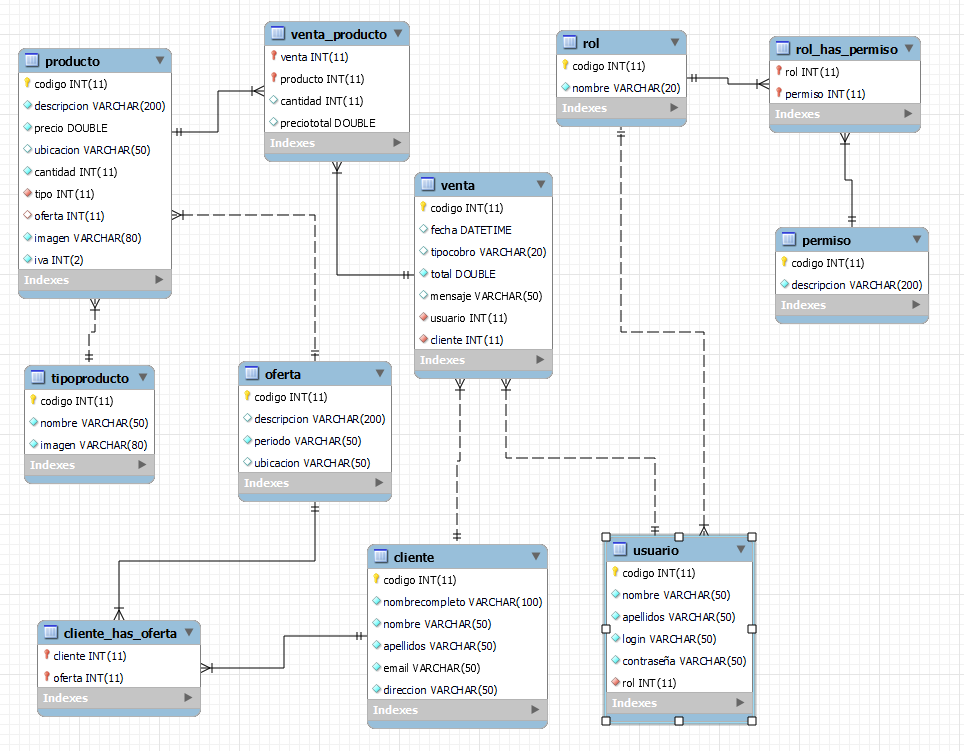 producto
codigo INT(11)
descripcion VARCHAR(200)
precio DOUBLE
ubicacion VARCHAR(50)
cantidad INT(11)
tipo INT(11)
oferta INT(11)
imagen VARCHAR(80)
iva INT(2)
Indexes
venta_producto
venta INT(11)
producto INT(11)
cantidad INT(11)
preciototal DOUBLE
Indexes
rol
codigo INT(11)
nombre VARCHAR(20)
Indexes
rol_has_permiso
rol INT(11)
permiso INT(11)
Indexes
venta
codigo INT(11)
fecha DATETIME
tipocobro VARCHAR(20)
total DOUBLE
mensaje VARCHAR(50)
usuario INT(11)
cliente INT(11)
Indexes
permiso
codigo INT(11)
descripcion VARCHAR(200)
Indexes
tipoproducto
codigo INT(11)
nombre VARCHAR(50)
imagen VARCHAR(80)
Indexes
oferta
codigo INT(11)
descripcion VARCHAR(200)
periodo VARCHAR(50)
ubicacion VARCHAR(50)
Indexes
cliente
codigo INT(11)
nombrecompleto VARCHAR(100)
nombre VARCHAR(50)
apellidos VARCHAR(50)
email VARCHAR(50)
direccion VARCHAR(50)
Indexes
usuario
codigo INT(11)
nombre VARCHAR(50)
apellidos VARCHAR(50)
login VARCHAR(50)
contraseña VARCHAR(50)
rol INT(11)
Indexes
cliente_has_oferta
cliente INT(11)
oferta INT(11)
Indexes